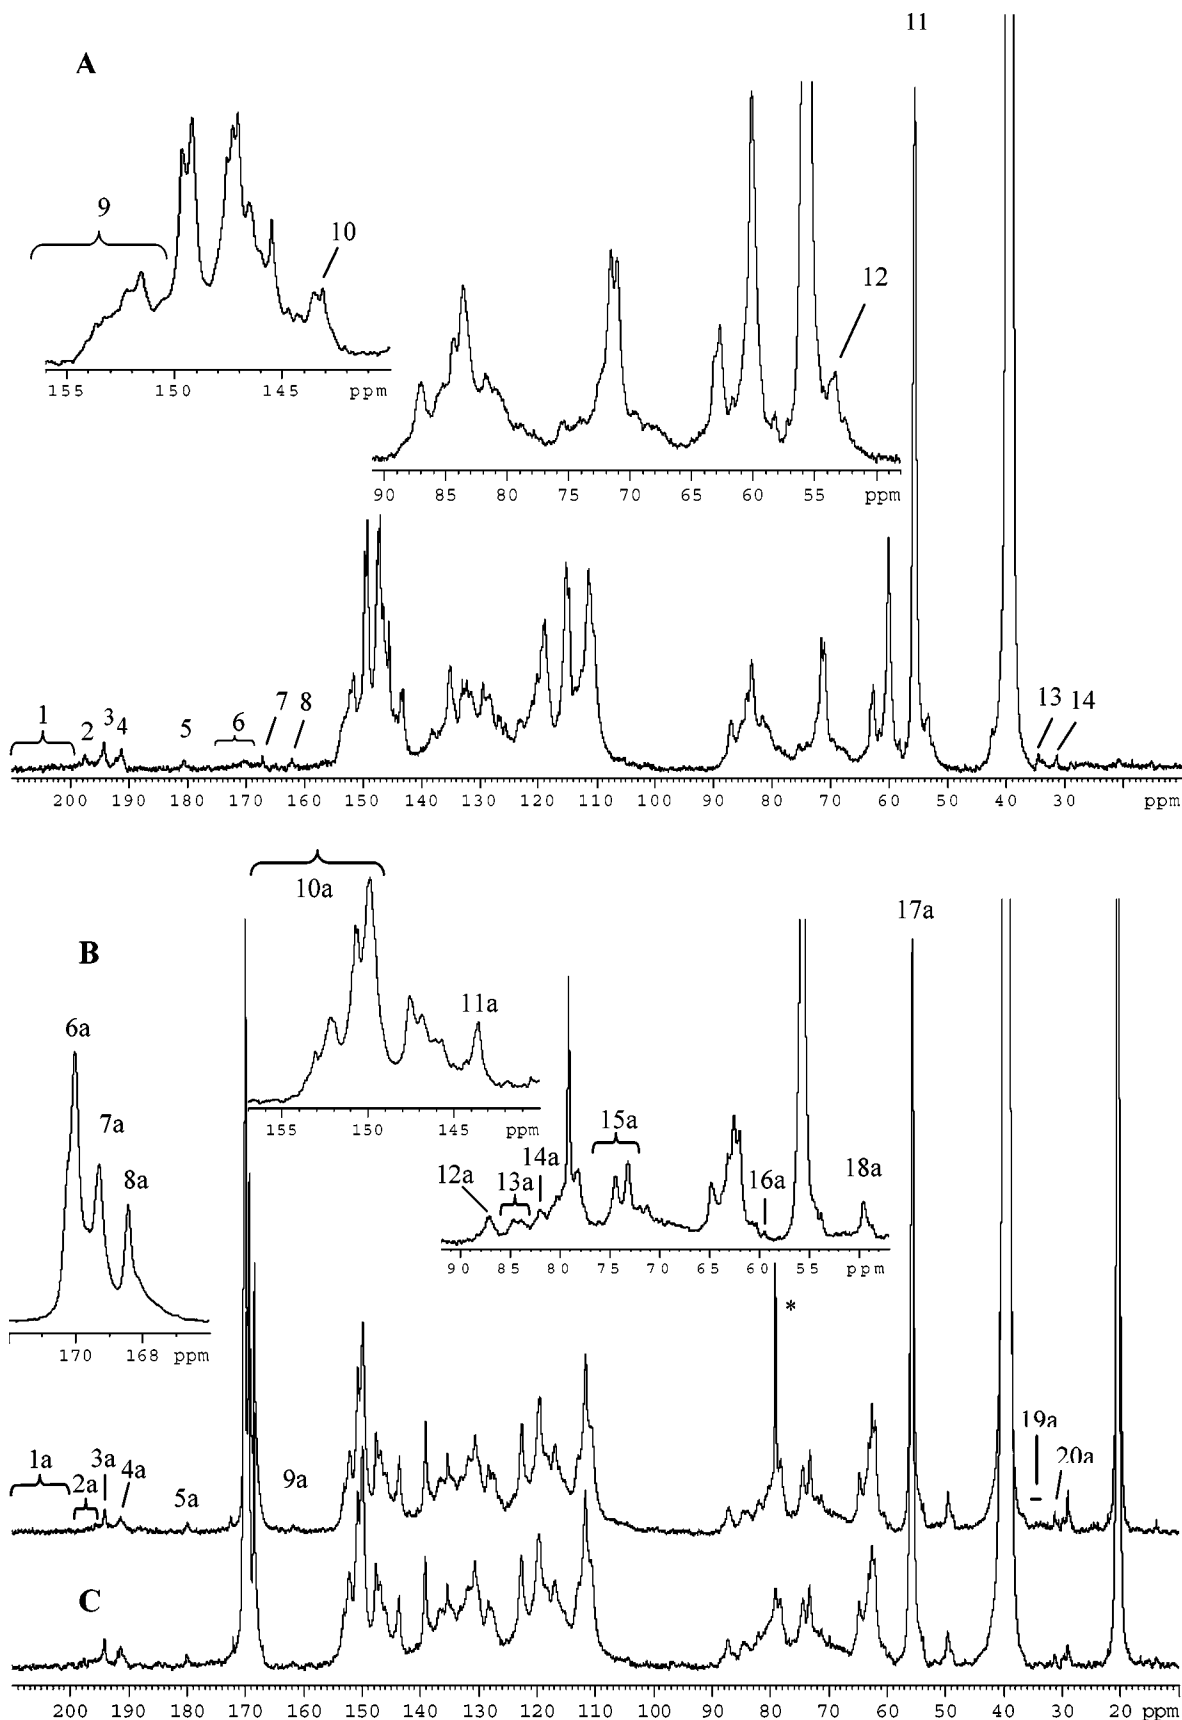 11
A
9
10
12
155 150 145 ppm
90 85 80 75 70 65 60 55 ppm
1 2 3 4 5 6 7 8 13 14
200 190 180 170 160 150 140 130 120 110 100 90 80 70 60 50 40 30 ppm
10a
B
17a
6a
11a
7a
8a
155 150 145 ppm
12a 13a 14a 15a 16a 18a
90 85 80 75 70 65 60 55 ppm
170 168 ppm
*
1a 2a 3a 4a 5a 9a 19a 20a
C
200 190 180 170 160 150 140 130 120 110 100 90 80 70 60 50 40 30 20 ppm